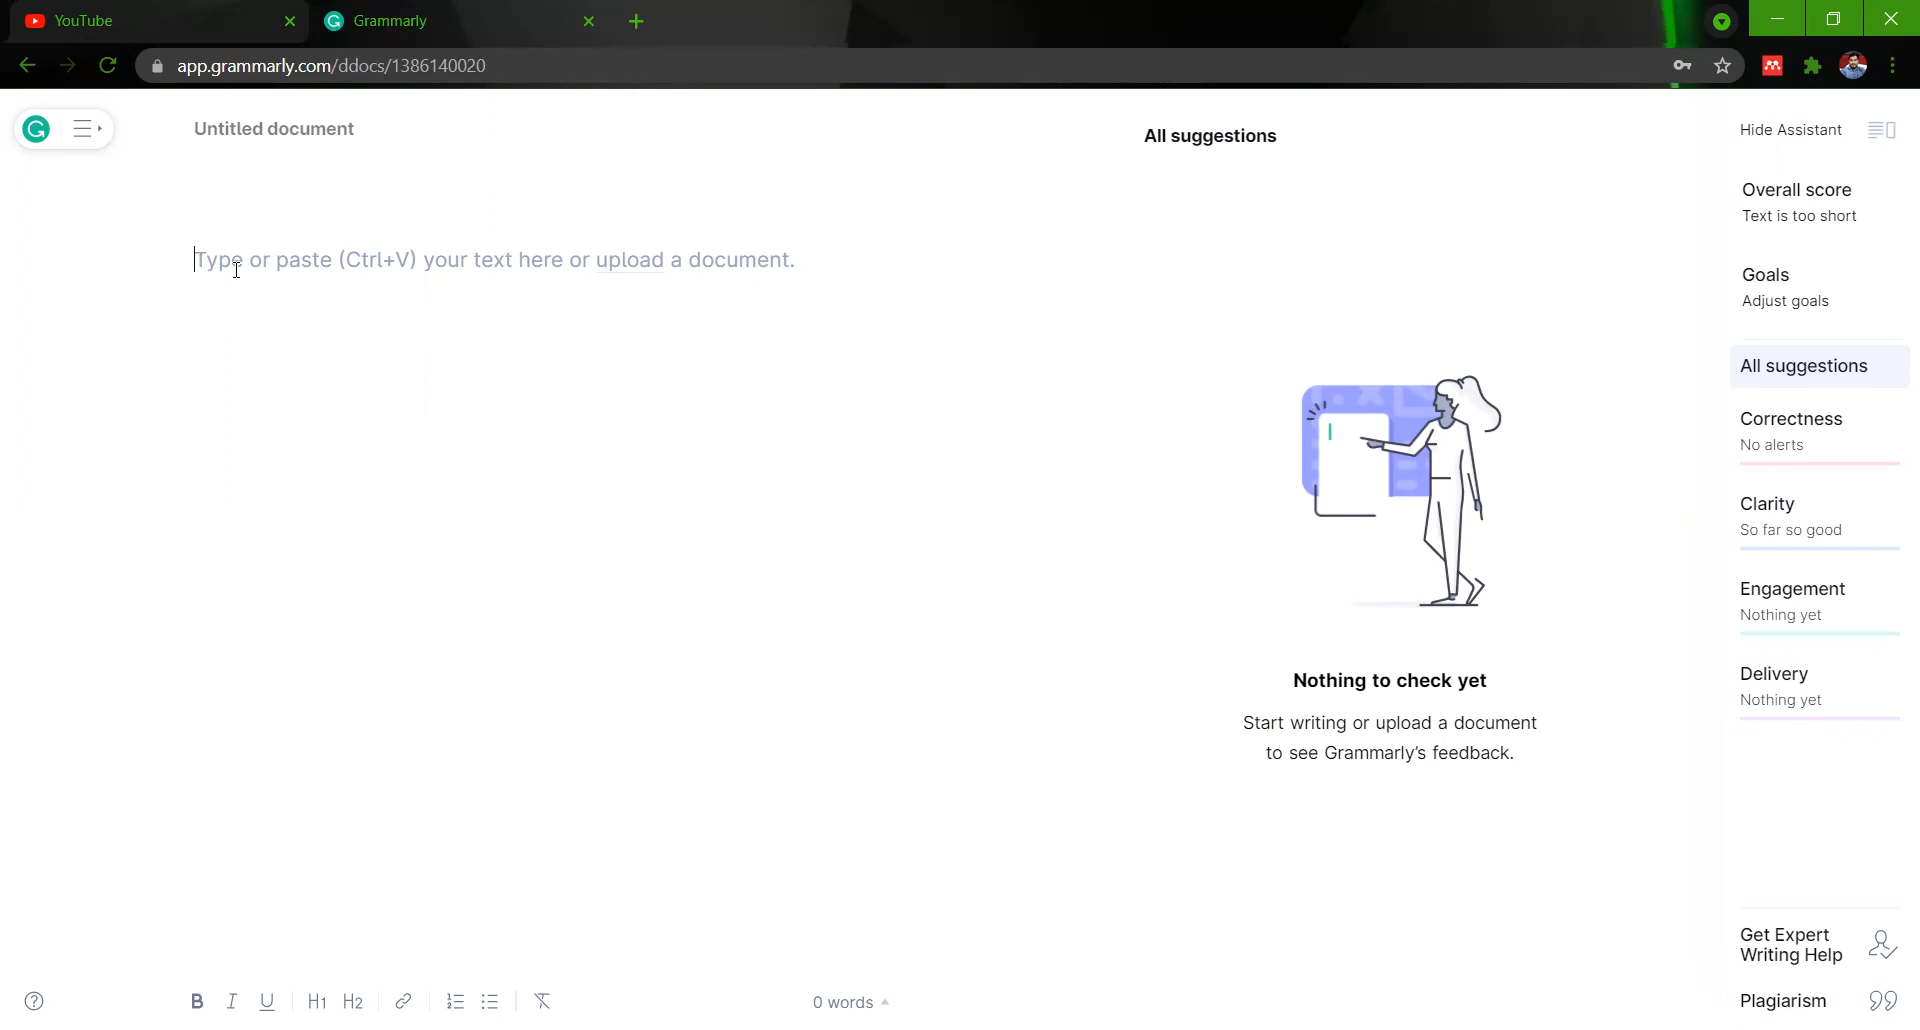 YouTube
Grammarly
app.grammarly.com/ddocs/1386140020
Untitled document
All suggestions
Hide Assistant
Overall score
Text is too short
Type or paste (Ctrl+V) your text here or upload a document.
Goals
Adjust goals
All suggestions
Correctness
No alerts
Clarity
So far so good
Engagement
Nothing yet
Delivery
Nothing yet
Nothing to check yet
Start writing or upload a document
to see Grammarly's feedback.
Get Expert
Writing Help
B I U H1 H2
0 words
Plagiarism